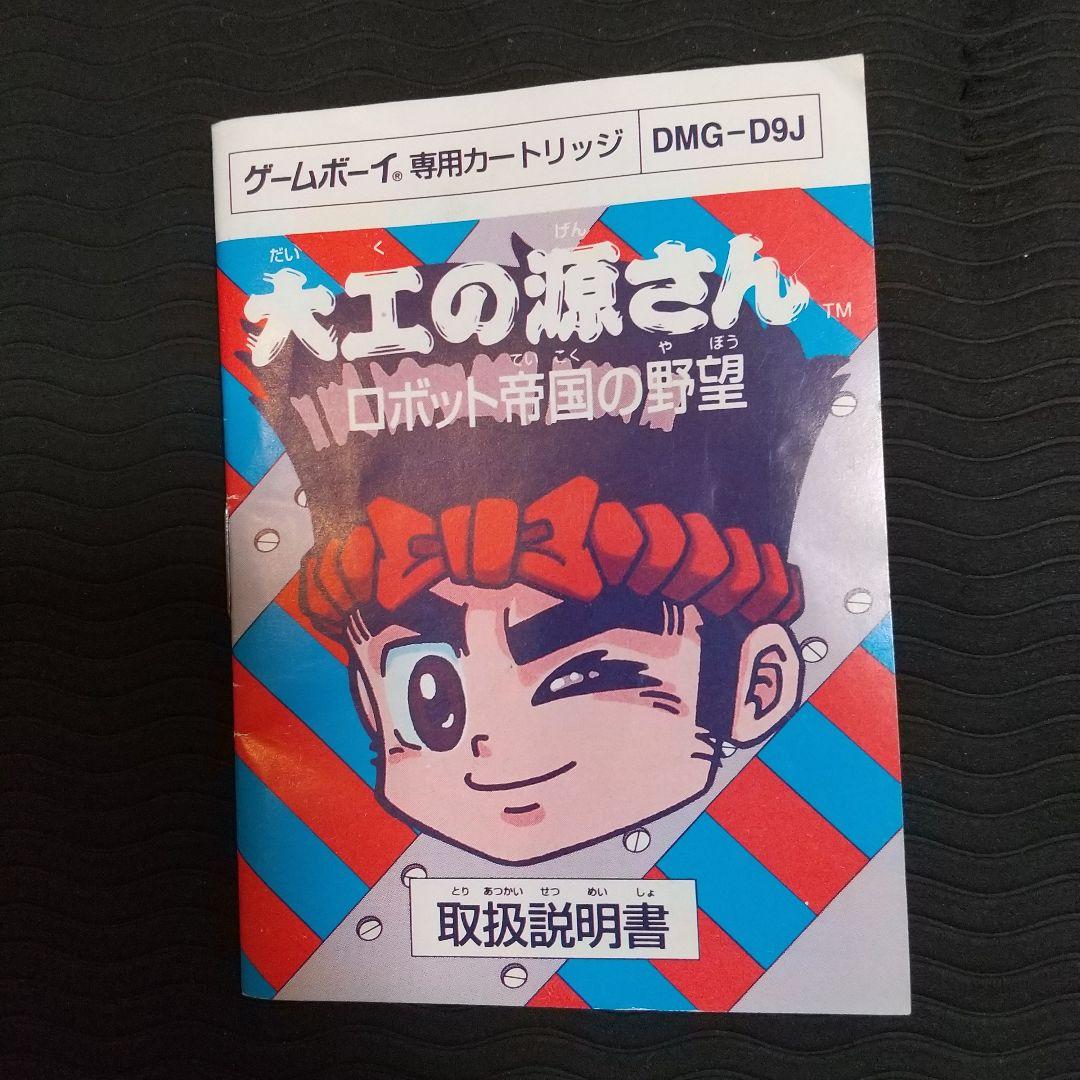 ゲームボーイ® 専用カートリッジ DMG-D9J
だい く げん
大工の源さん TM
てい こく や ぼう
ロボット帝国の野望
とり あつかい せつ めい しょ
取扱説明書